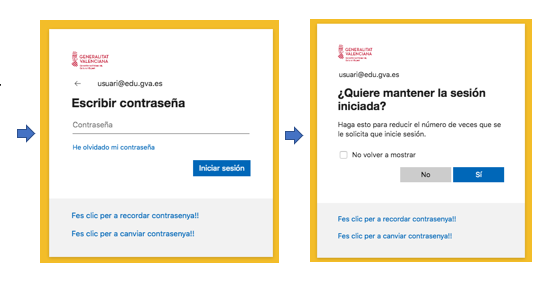 GENERALITAT
VALENCIANA
← usuari@edu.gva.es
Escribir contraseña
Contraseña
He olvidado mi contraseña
Iniciar sesión
Fes clic per a recordar contrasenya!!
Fes clic per a canviar contrasenya!!
GENERALITAT
VALENCIANA
usuari@edu.gva.es
¿Quiere mantener la sesión
iniciada?
Haga esto para reducir el número de veces que se
le solicita que inicie sesión.
No volver a mostrar
No
Sí
Fes clic per a recordar contrasenya!!
Fes clic per a canviar contrasenya!!